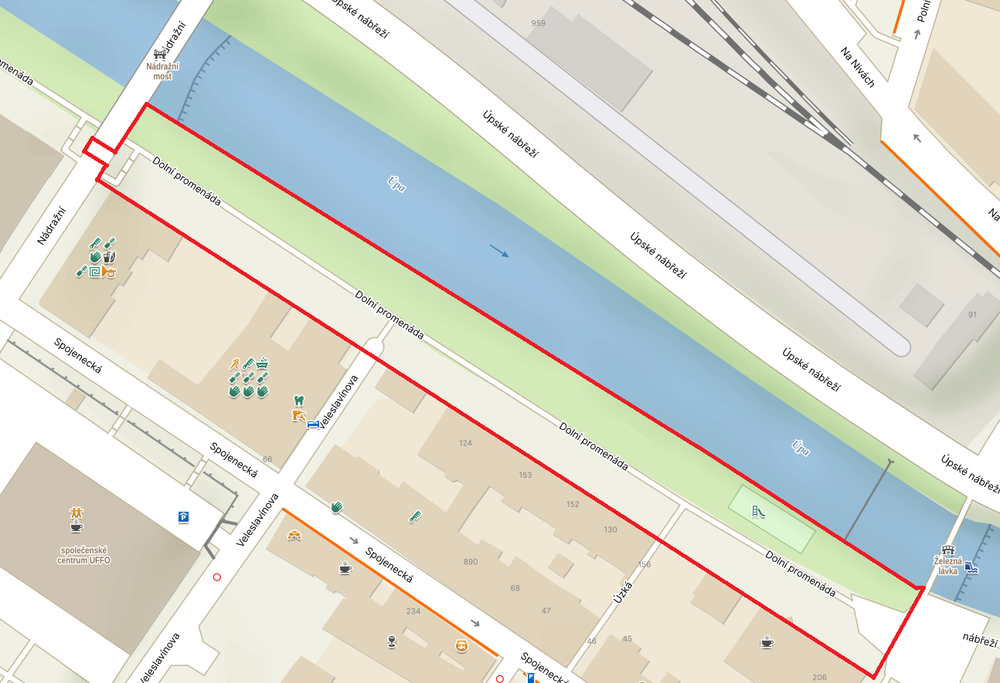 Úpské nábřeží
959
Polní
Nádražní
Na Nivách
Nádražní
most
Úpské nábřeží
Dolní promenáda
Úpa
Na
Nádražní
Úpské nábřeží
Dolní promenáda
91
Spojenecká
Úpské nábřeží
Veleslavínova
124
Úpa
Dolní promenáda
Spojenecká
66
153
Úpské nábřeží
152
Veleslavínova
130
společenské
centrum UFFO
Spojenecká
890
156
Dolní promenáda
Železná
lávka
68
Úzká
234
47
46
45
nábřeží
Veleslavínova
Spojenecká
206